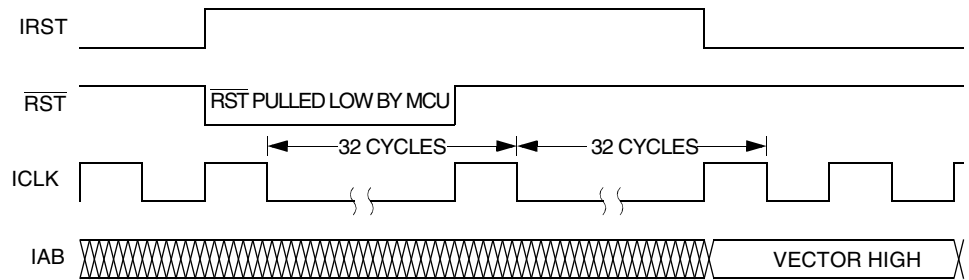 IRST
RST
RST PULLED LOW BY MCU
32 CYCLES 32 CYCLES
ICLK
IAB
VECTOR HIGH